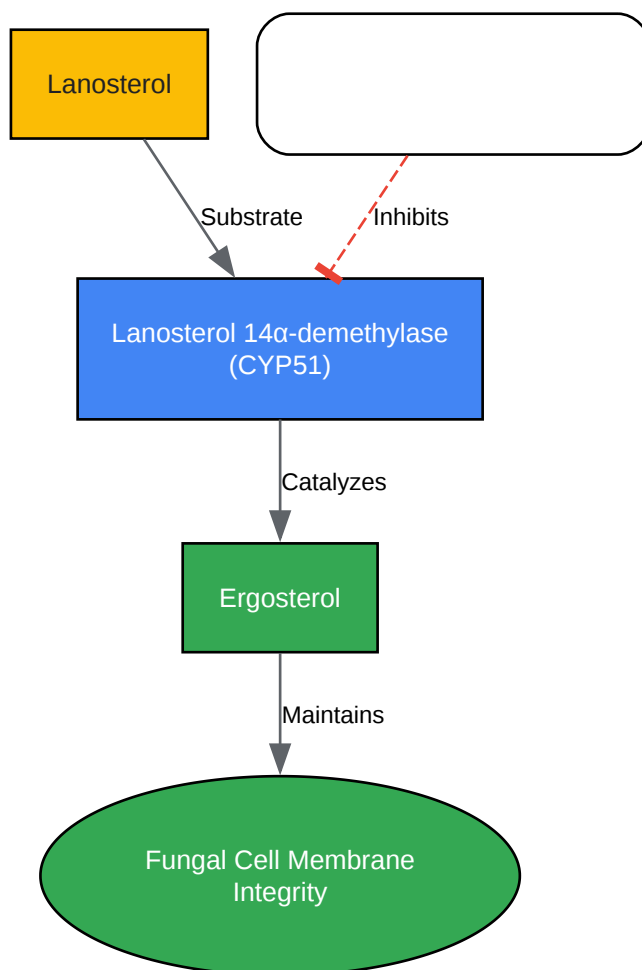 Lanosterol
Substrate
Inhibits
Lanosterol 14α-demethylase
(CYP51)
Catalyzes
Ergosterol
Maintains
Fungal Cell Membrane
Integrity